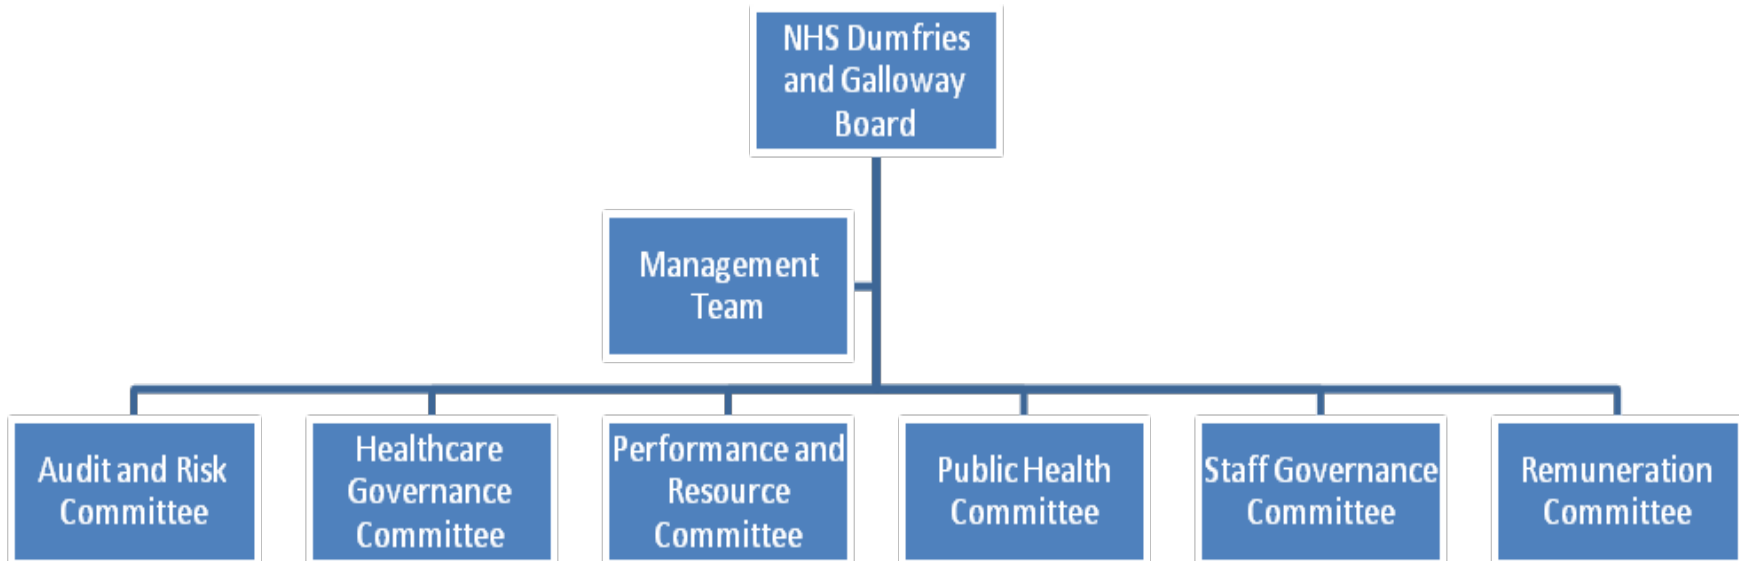 NHS Dumfries
and Galloway
Board
Management
Team
Audit and Risk
Committee
Healthcare
Governance
Committee
Performance and
Resource
Committee
Public Health
Committee
Staff Governance
Committee
Remuneration
Committee